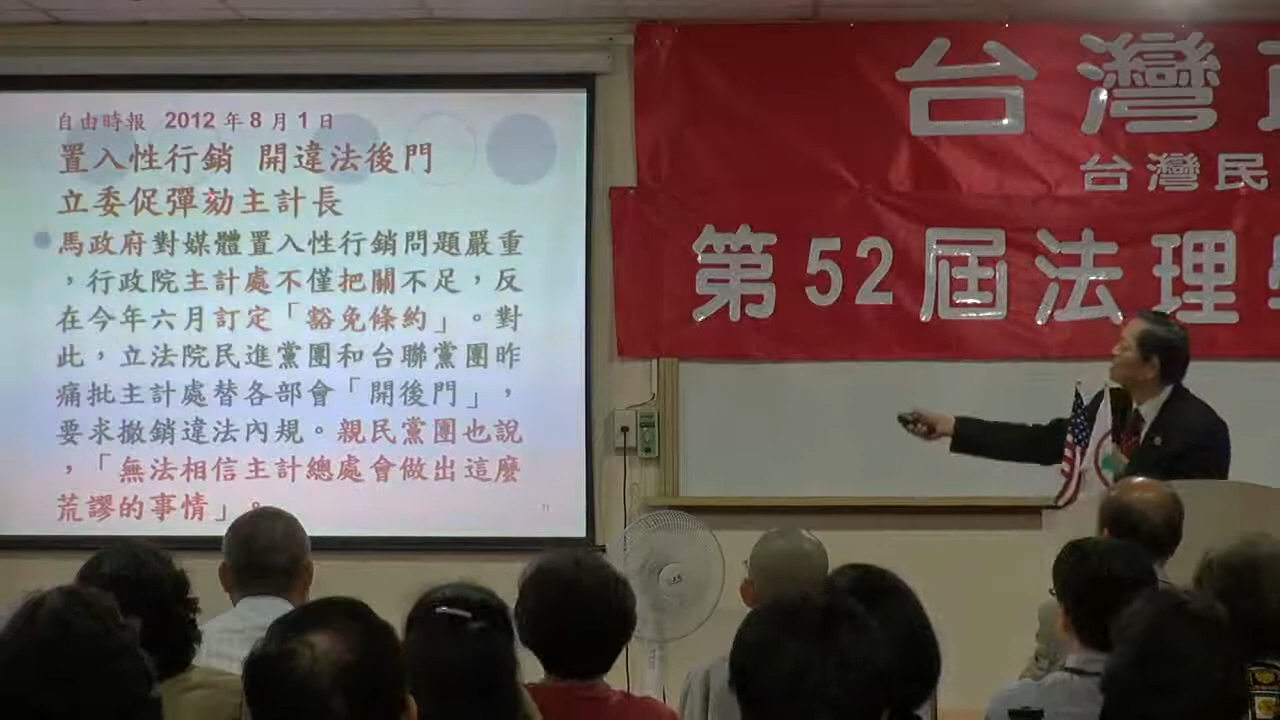 自由時報 2012年8月1日
置入性行銷 開違法後門
立委促彈劾主計長
馬政府對媒體置入性行銷問題嚴重
,行政院主計處不僅把關不足,反
在今年六月訂定「豁免條約」。對
此,立法院民進黨團和台聯黨團昨
痛批主計處替各部會「開後門」,
要求撤銷違法內規。親民黨團也說
,「無法相信主計總處會做出這麼
荒謬的事情」。
11
台灣
台灣民
第52屆法理